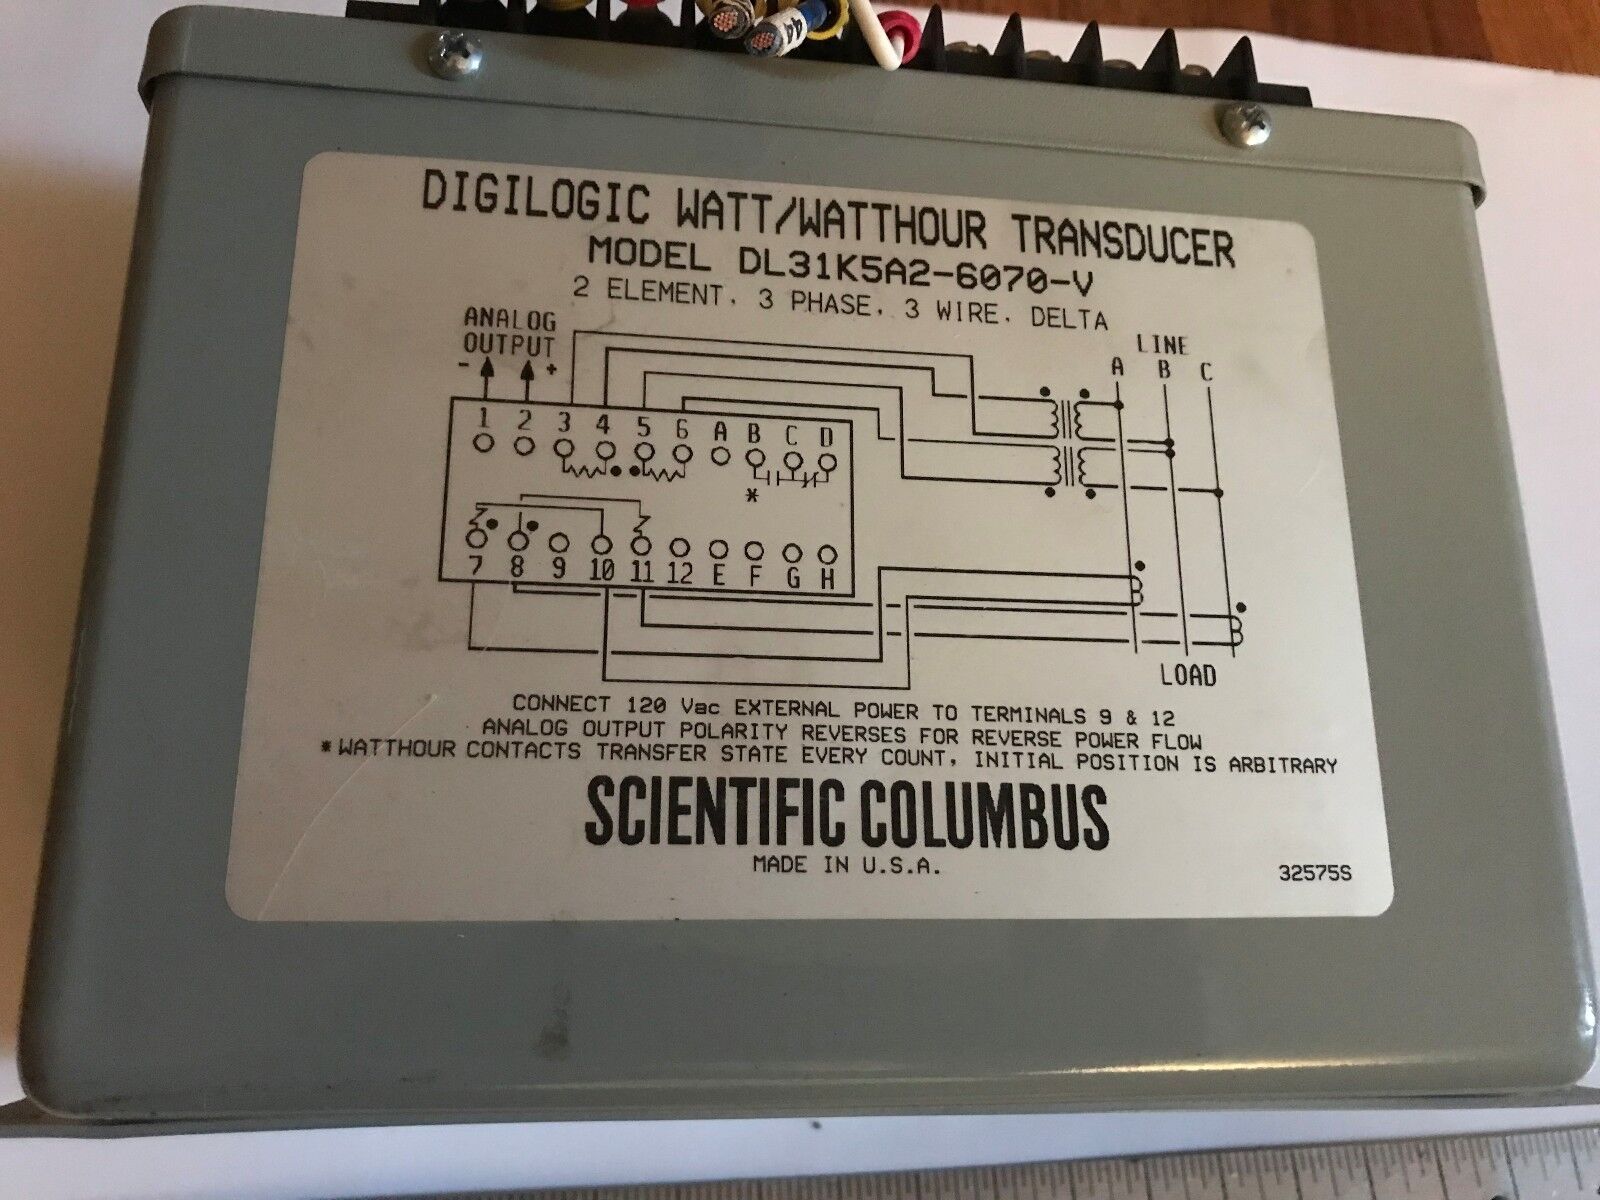 DIGILOGIC WATT/WATTHOUR TRANSDUCER
MODEL DL31K5A2-6070-V
2 ELEMENT, 3 PHASE, 3 WIRE, DELTA
ANALOG
OUTPUT
- +
LINE
A B C
1 2 3 4 5 6 A B C D
*
7 8 9 10 11 12 E F G H
LOAD
CONNECT 120 Vac EXTERNAL POWER TO TERMINALS 9 & 12
ANALOG OUTPUT POLARITY REVERSES FOR REVERSE POWER FLOW
*WATTHOUR CONTACTS TRANSFER STATE EVERY COUNT, INITIAL POSITION IS ARBITRARY
SCIENTIFIC COLUMBUS
MADE IN U.S.A.
32575S